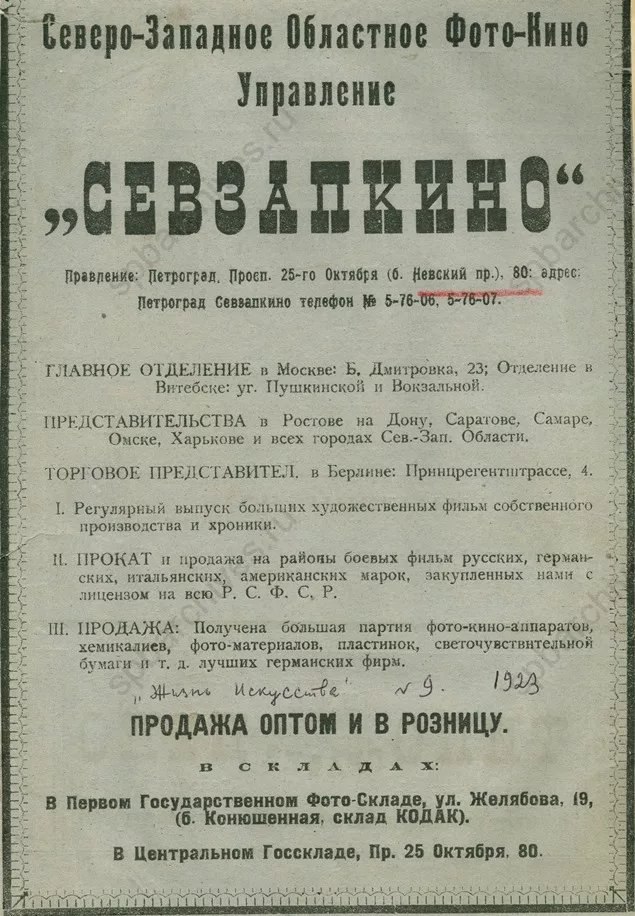 Северо-Западное Областное Фото-Кино
Управление
„СЕВЗАПКИНО“
Правление: Петроград, Просп. 25-го Октября (б. Невский пр.), 80: адрес:
Петроград Севзапкино телефон № 5-76-06, 5-76-07.
ГЛАВНОЕ ОТДЕЛЕНИЕ в Москве: Б. Дмитровка, 23; Отделение в
Витебске: уг. Пушкинской и Вокзальной.
ПРЕДСТАВИТЕЛЬСТВА в Ростове на Дону, Саратове, Самаре,
Омске, Харькове и всех городах Сев.-Зап. Области.
ТОРГОВОЕ ПРЕДСТАВИТЕЛ. в Берлине: Принцрегентштрассе, 4.
I. Регулярный выпуск больших художественных фильм собственного
производства и хроники.
II. ПРОКАТ и продажа на районы боевых фильм русских, герман-
ских, итальянских, американских марок, закупленных нами с
лицензом на всю Р. С. Ф. С. Р.
III. ПРОДАЖА: Получена большая партия фото-кино-аппаратов,
хемикалиев, фото-материалов, пластинок, светочувствительной
бумаги и т. д. лучших германских фирм.
„Жизнь Искусства“ № 9. 1923
ПРОДАЖА ОПТОМ И В РОЗНИЦУ.
В СКЛАДАХ:
В Первом Государственном Фото-Складе, ул. Желябова, 19,
(б. Конюшенная, склад КОДАК).
В Центральном Госскладе, Пр. 25 Октября, 80.